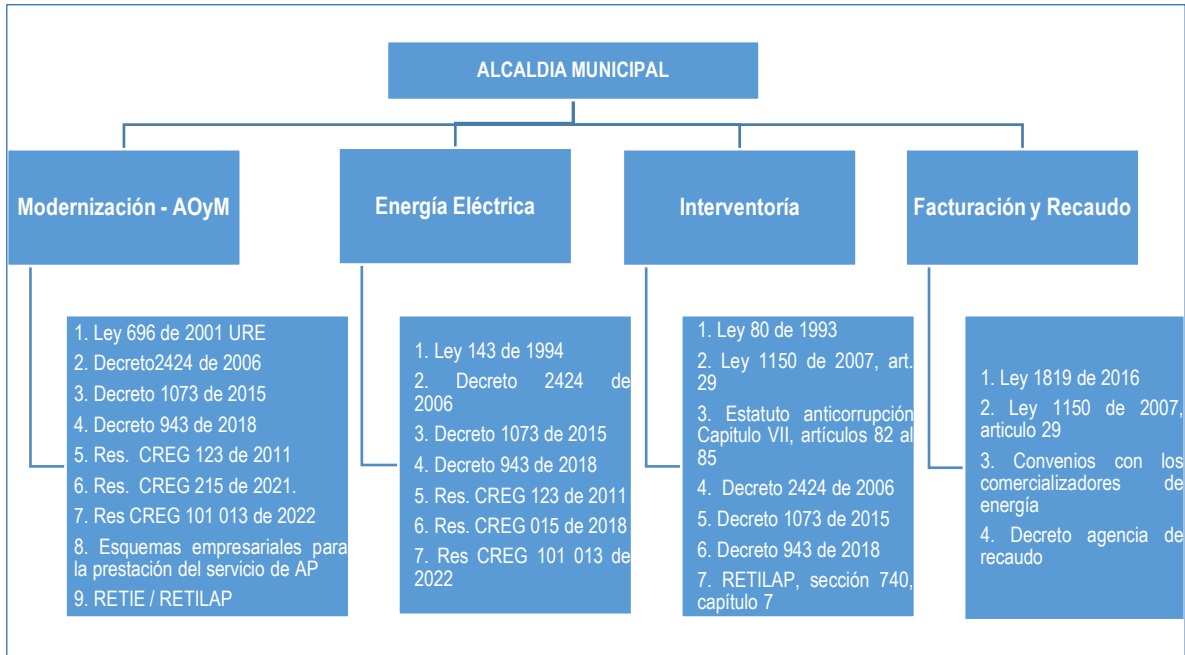 ALCALDIA MUNICIPAL
Modernización - AOyM
1. Ley 696 de 2001 URE
2. Decreto2424 de 2006
3. Decreto 1073 de 2015
4. Decreto 943 de 2018
5. Res. CREG 123 de 2011
6. Res. CREG 215 de 2021.
7. Res CREG 101 013 de 2022
8. Esquemas empresariales para
la prestación del servicio de AP
9. RETIE / RETILAP
Energía Eléctrica
1. Ley 143 de 1994
2. Decreto 2424 de
2006
3. Decreto 1073 de 2015
4. Decreto 943 de 2018
5. Res. CREG 123 de 2011
6. Res. CREG 015 de 2018
7. Res CREG 101 013 de
2022
Interventoría
1. Ley 80 de 1993
2. Ley 1150 de 2007, art.
29
3. Estatuto anticorrupción
Capitulo VII, artículos 82 al
85
4. Decreto 2424 de 2006
5. Decreto 1073 de 2015
6. Decreto 943 de 2018
7. RETILAP, sección 740,
capítulo 7
Facturación y Recaudo
1. Ley 1819 de 2016
2. Ley 1150 de 2007,
articulo 29
3. Convenios con los
comercializadores de
energía
4. Decreto agencia de
recaudo